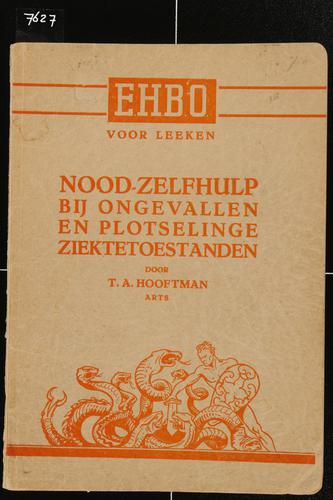 7627
EHBO
VOOR LEEKEN
NOOD-ZELFHULP
BIJ ONGEVALLEN
EN PLOTSELINGE
ZIEKTETOESTANDEN
DOOR
T. A. HOOFTMAN
ARTS